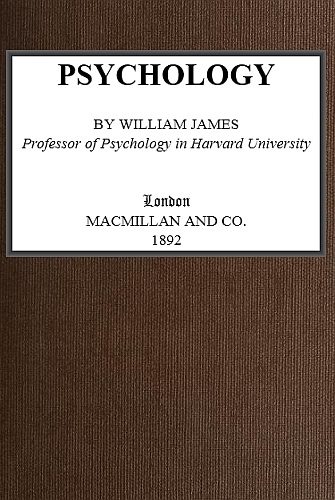 PSYCHOLOGY
BY WILLIAM JAMES
Professor of Psychology in Harvard University
London
MACMILLAN AND CO.
1892